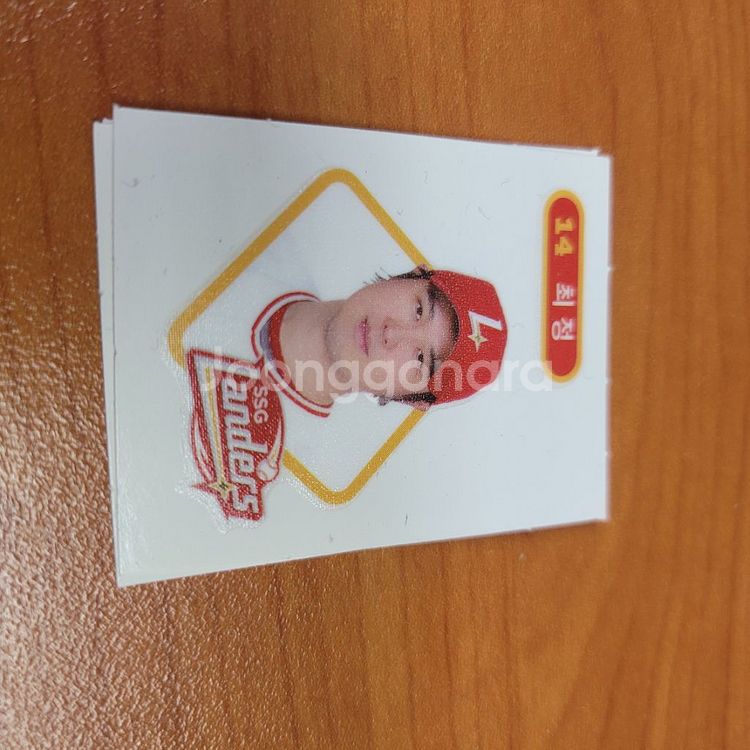 14 최정
SSG
Landers
L
Joonggonara